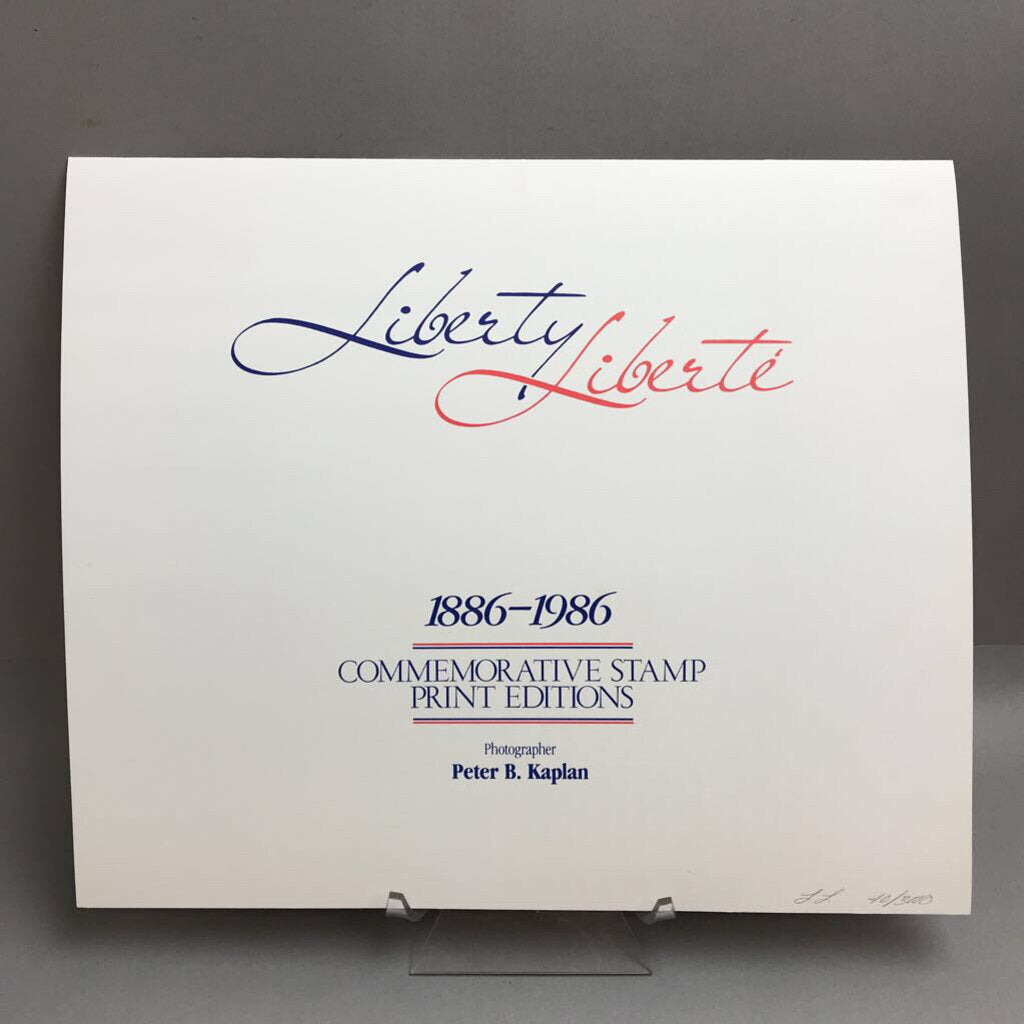 Liberty
Liberté
1886–1986
COMMEMORATIVE STAMP
PRINT EDITIONS
Photographer
Peter B. Kaplan